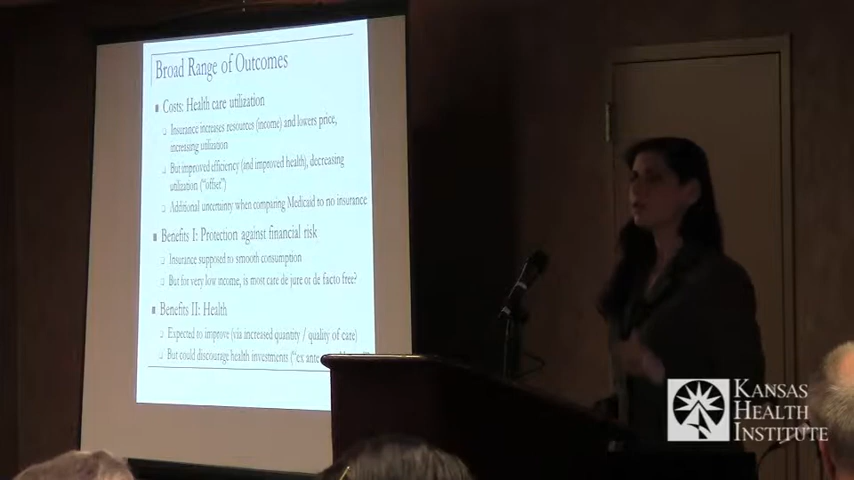 Broad Range of Outcomes
Costs: Health care utilization
Insurance increases resources (income) and lowers price,
increasing utilization
But improved efficiency (and improved health), decreasing
utilization ("offset")
Additional uncertainty when comparing Medicaid to no insurance
Benefits I: Protection against financial risk
Insurance supposed to smooth consumption
But for very low income, is most care de jure or de facto free?
Benefits II: Health
Expected to improve (via increased quantity / quality of care)
But could discourage health investments ("ex ante
KANSAS
HEALTH
INSTITUTE